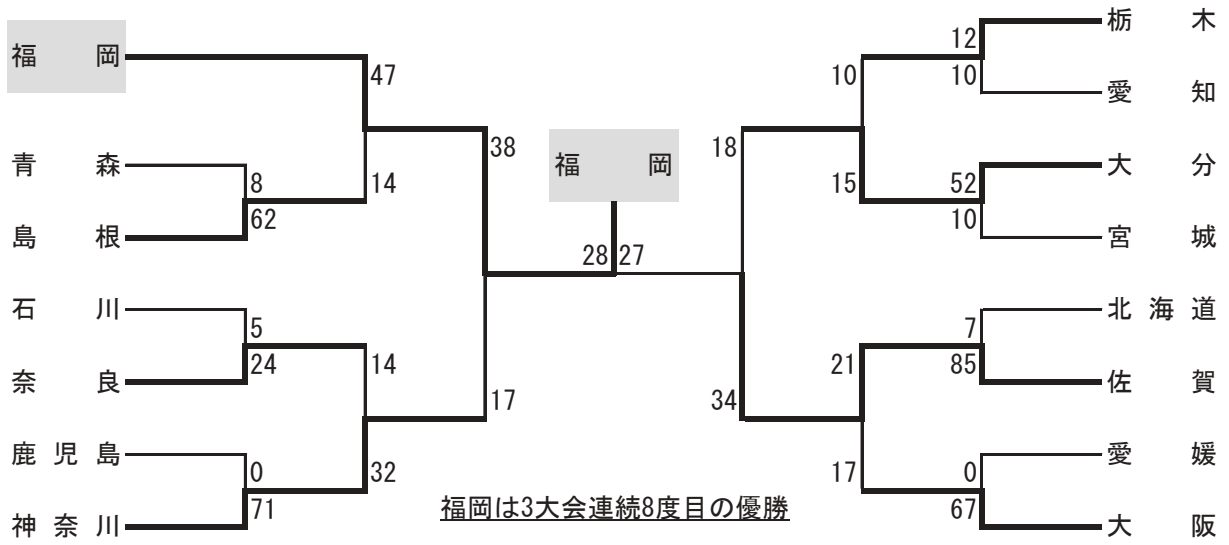 栃木
12
福岡
47
10
10
愛知
38
福岡
18
青森
8
14
15
52
大分
島根
62
10
宮城
28 27
石川
5
7
北海道
奈良
24
14
21
85
佐賀
17
34
鹿児島
0
32
17
0
愛媛
神奈川
71
福岡は3大会連続8度目の優勝
67
大阪